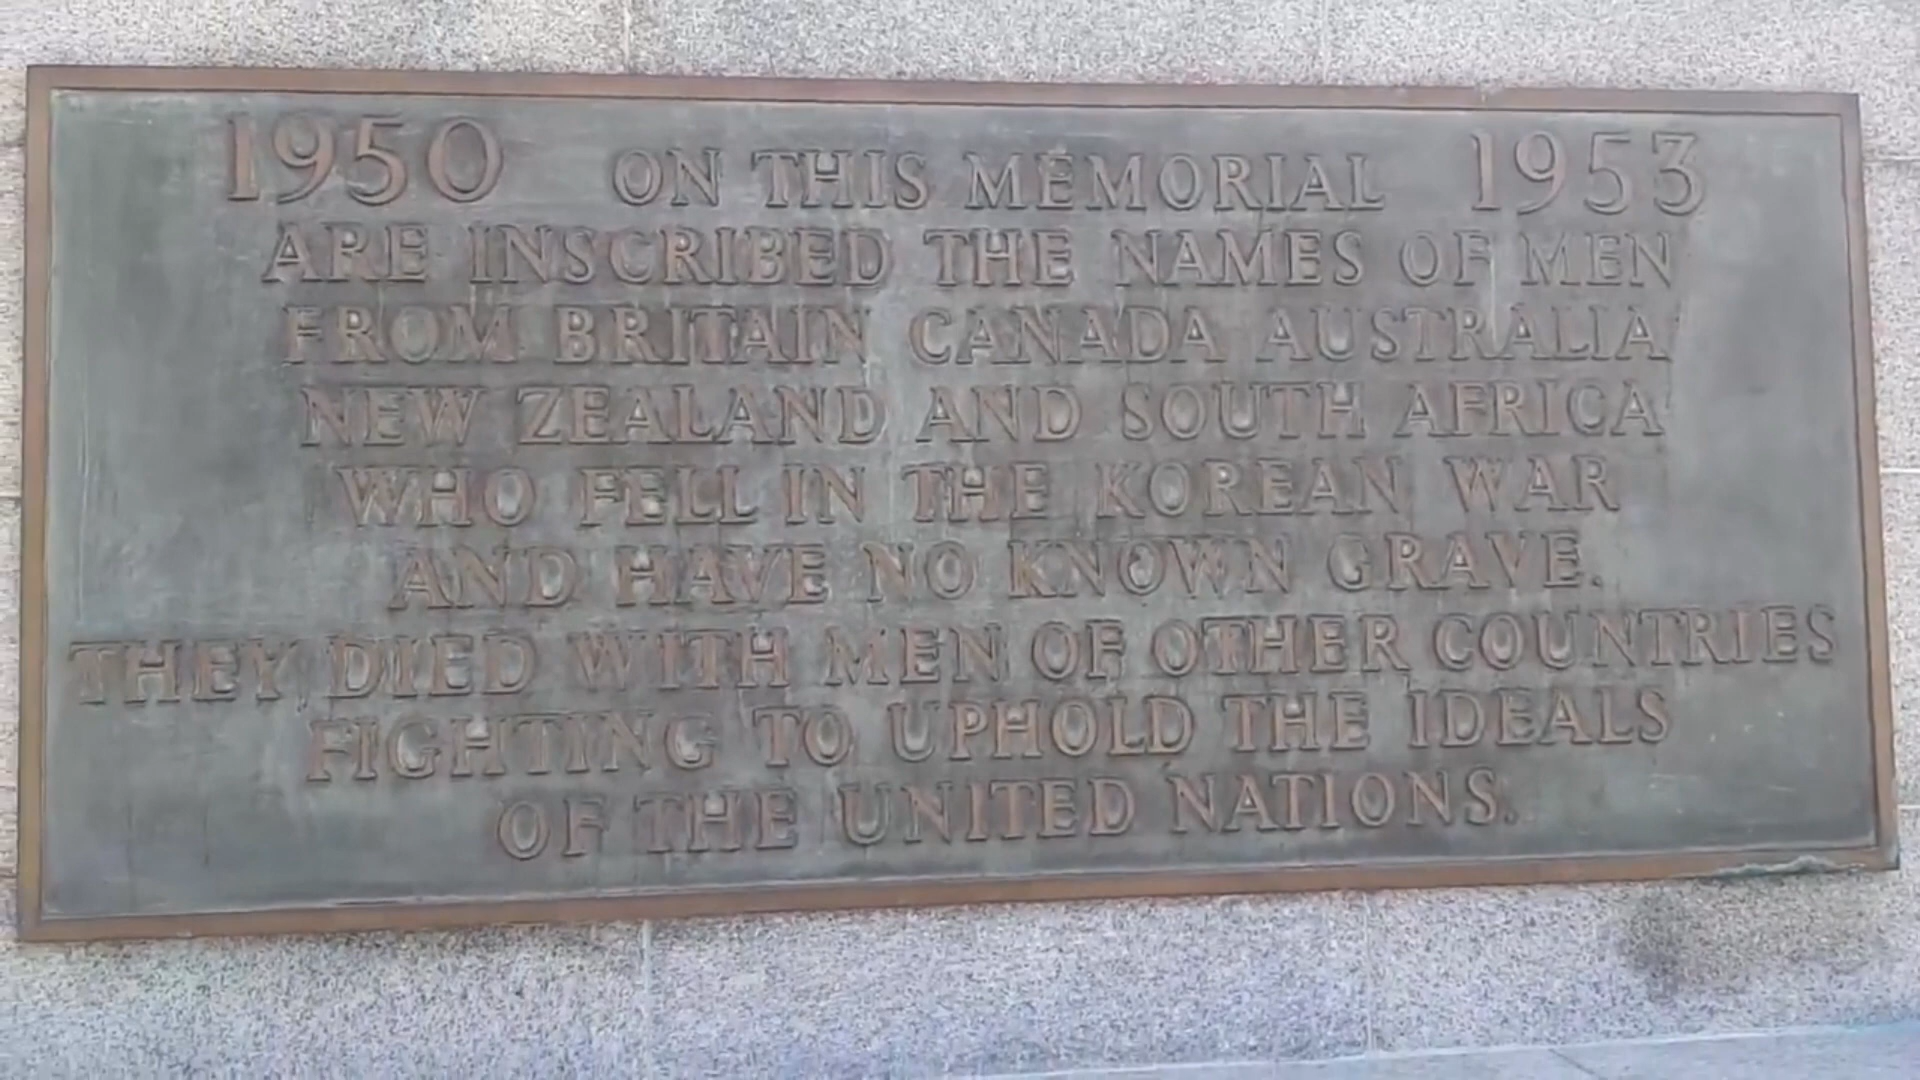 1950 ON THIS MEMORIAL 1953
ARE INSCRIBED THE NAMES OF MEN
FROM BRITAIN CANADA AUSTRALIA
NEW ZEALAND AND SOUTH AFRICA
WHO FELL IN THE KOREAN WAR
AND HAVE NO KNOWN GRAVE.
THEY DIED WITH MEN OF OTHER COUNTRIES
FIGHTING TO UPHOLD THE IDEALS
OF THE UNITED NATIONS.